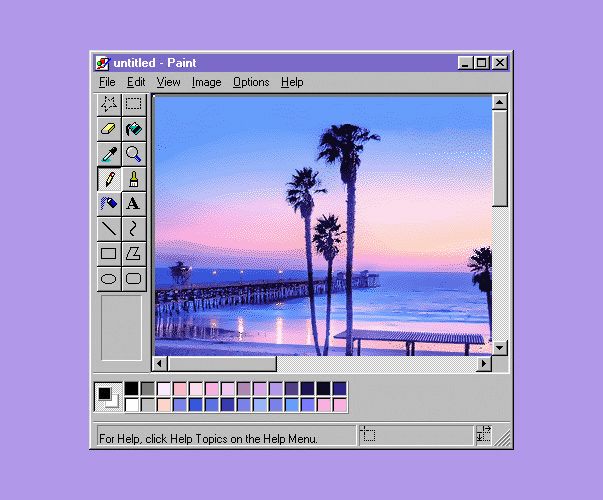 untitled - Paint
File Edit View Image Options Help
A
For Help, click Help Topics on the Help Menu.